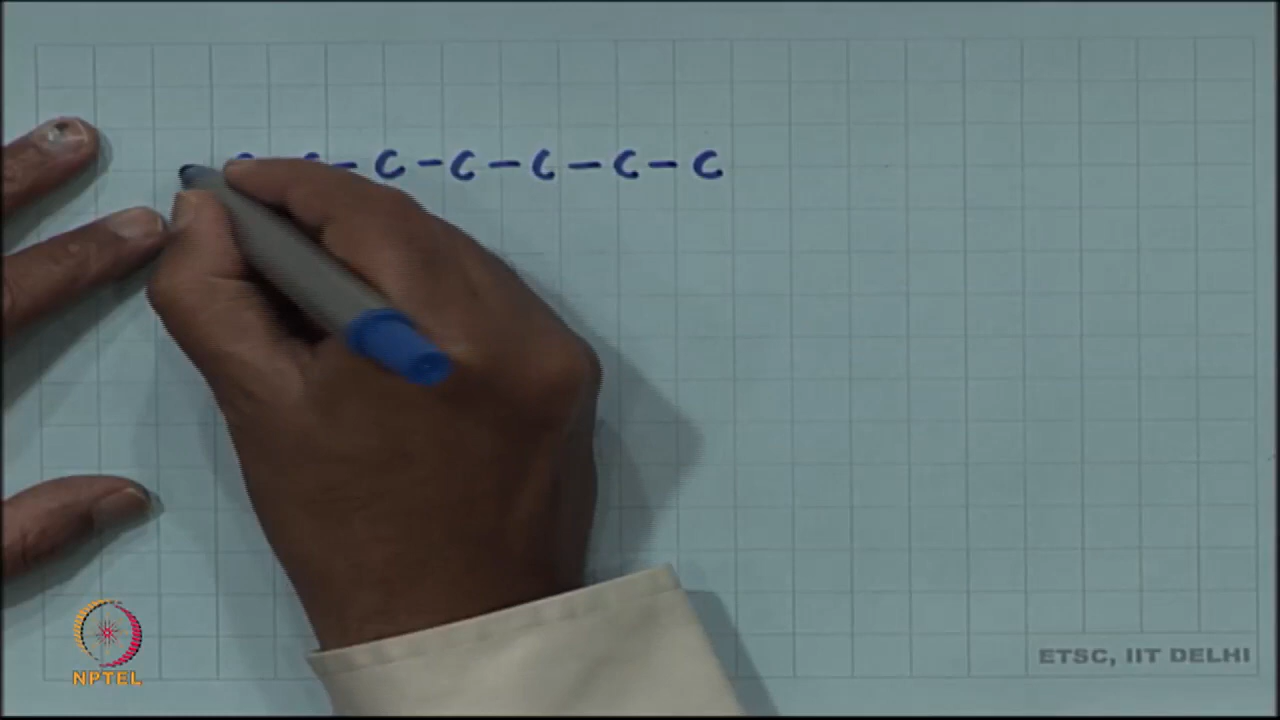 C - C - C - C - C - C - C
NPTEL
ETSC, IIT DELHI